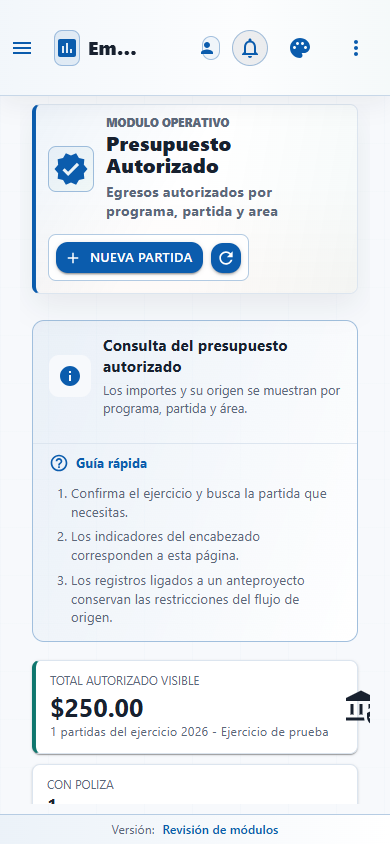 Em...
MODULO OPERATIVO
Presupuesto
Autorizado
Egresos autorizados por
programa, partida y area
NUEVA PARTIDA
Consulta del presupuesto
autorizado
Los importes y su origen se muestran por
programa, partida y área.
Guía rápida
1. Confirma el ejercicio y busca la partida que
necesitas.
2. Los indicadores del encabezado
corresponden a esta página.
3. Los registros ligados a un anteproyecto
conservan las restricciones del flujo de
origen.
TOTAL AUTORIZADO VISIBLE
$250.00
1 partidas del ejercicio 2026 - Ejercicio de prueba
CON POLIZA
Versión: Revisión de módulos